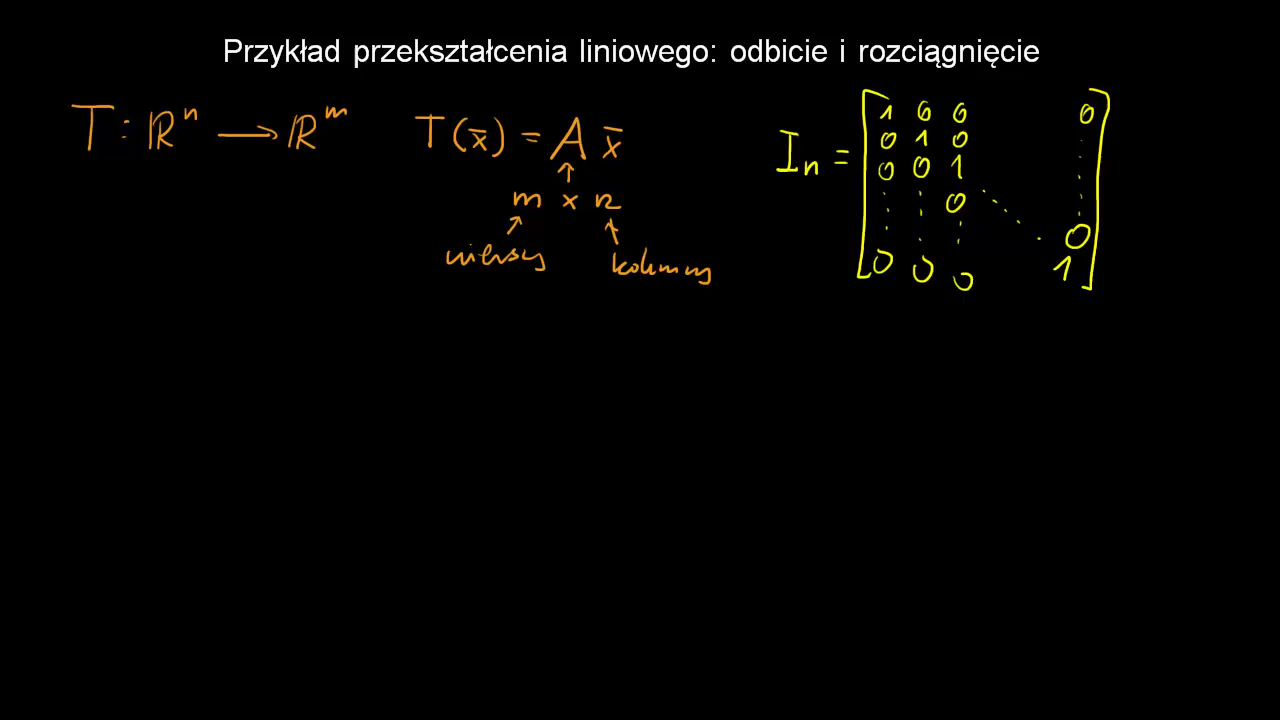 Przykład przekształcenia liniowego: odbicie i rozciągnięcie
T : ℝⁿ → ℝᵐ
T(x̄) = A x̄
↑
m x n
↗ ↑
wiersy kolumny
Iₙ =
1 0 0 0
0 1 0
0 0 1
0
0
0 0 0 1